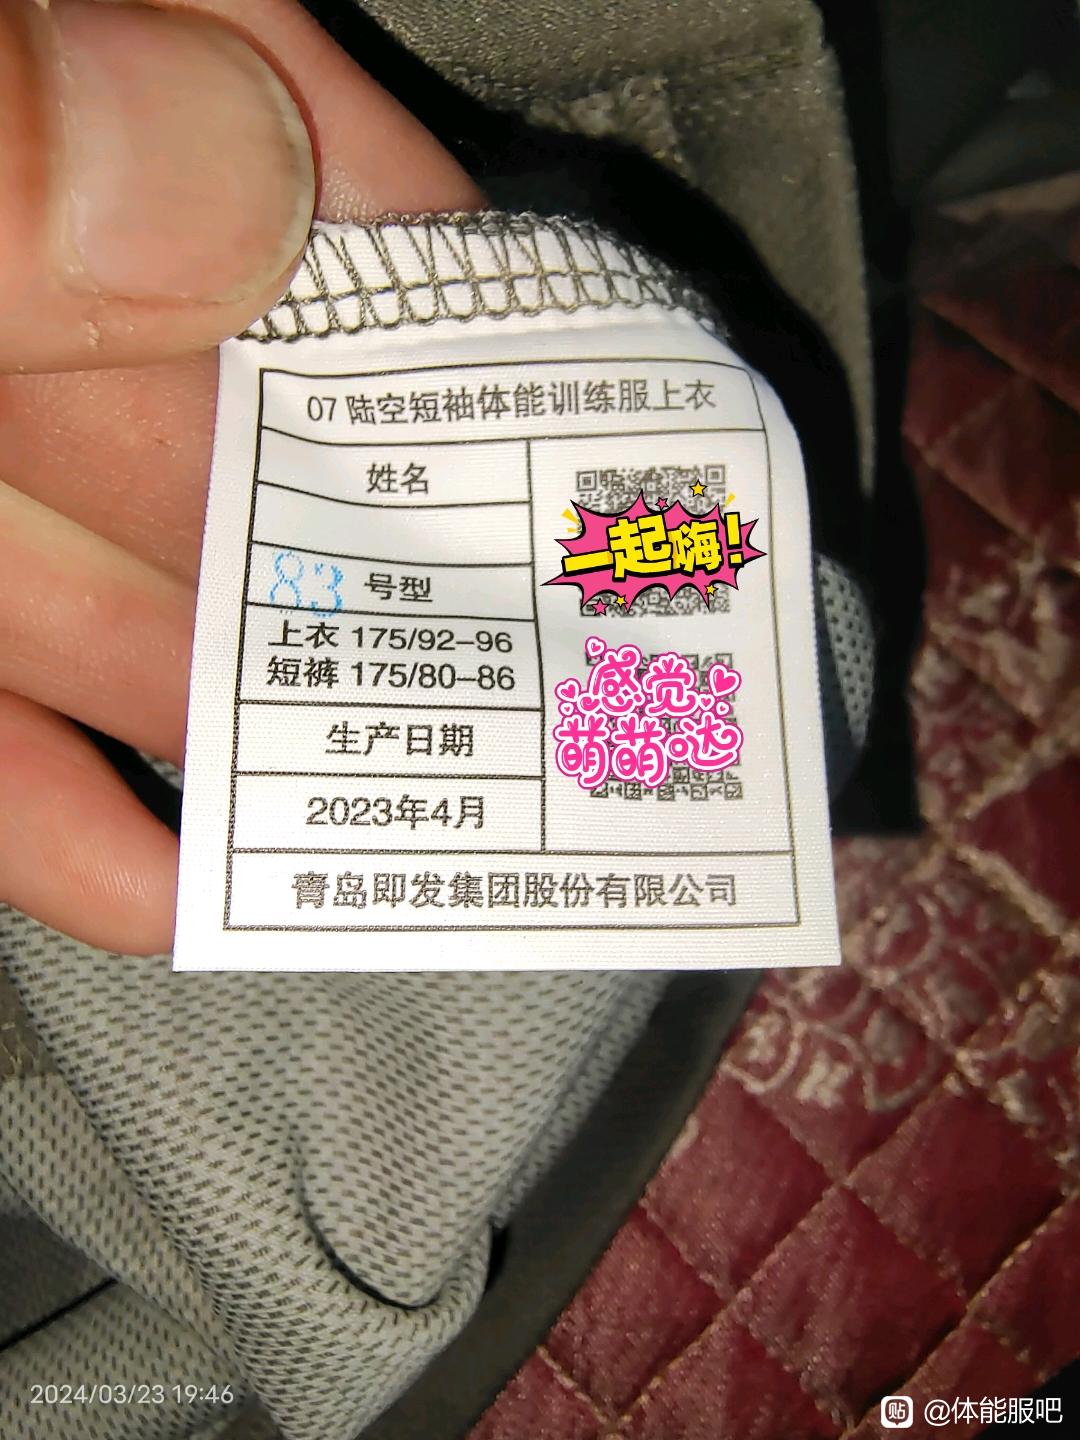 07 陆空短袖体能训练服上衣
姓名
83 号型
上衣 175/92-96
短裤 175/80-86
生产日期
2023年4月
一起嗨!
感觉
萌萌哒
青岛即发集团股份有限公司
2024/03/23 19:46
贴 @体能服吧